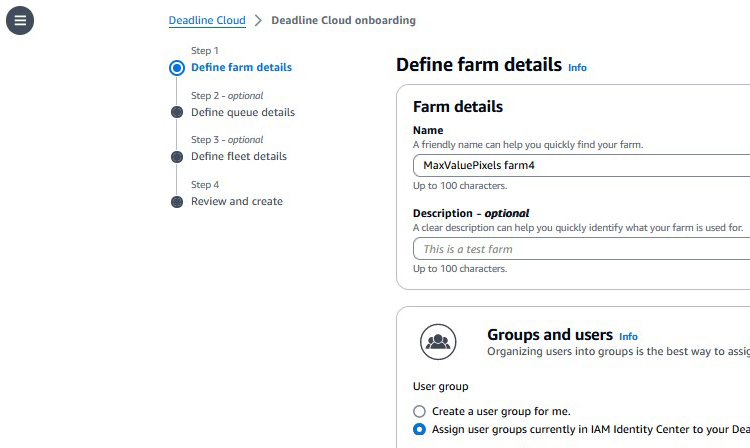 Deadline Cloud > Deadline Cloud onboarding
Step 1
Define farm details
Step 2 - optional
Define queue details
Step 3 - optional
Define fleet details
Step 4
Review and create
Define farm details Info
Farm details
Name
A friendly name can help you quickly find your farm.
MaxValuePixels farm4
Up to 100 characters.
Description - optional
A clear description can help you quickly identify what your farm is used for.
This is a test farm
Up to 100 characters.
Groups and users Info
Organizing users into groups is the best way to assig
User group
Create a user group for me.
Assign user groups currently in IAM Identity Center to your Dea